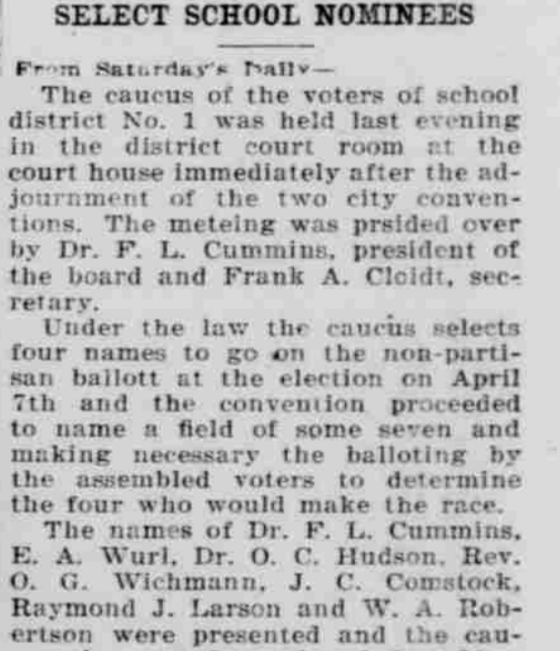 SELECT SCHOOL NOMINEES
From Saturday's Daily—
The caucus of the voters of school
district No. 1 was held last evening
in the district court room at the
court house immediately after the ad-
journment of the two city conven-
tions. The meteing was prsided over
by Dr. F. L. Cummins, president of
the board and Frank A. Cloidt, sec-
retary.
Under the law the caucus selects
four names to go on the non-parti-
san ballott at the election on April
7th and the convention proceeded
to name a field of some seven and
making necessary the balloting by
the assembled voters to determine
the four who would make the race.
The names of Dr. F. L. Cummins,
E. A. Wurl, Dr. O. C. Hudson, Rev.
O. G. Wichmann, J. C. Comstock,
Raymond J. Larson and W. A. Rob-
ertson were presented and the cau-